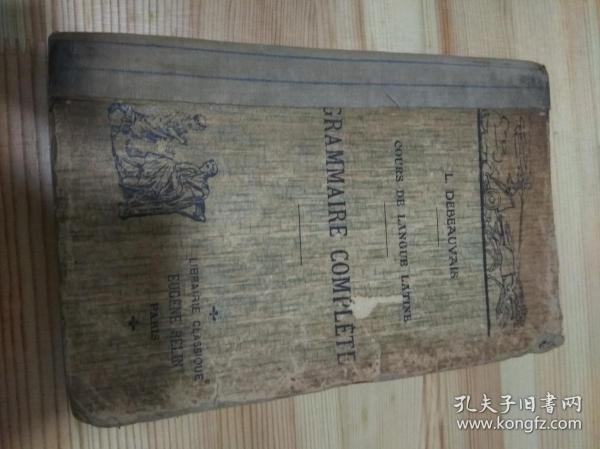 L. DEBEAUVAIS
COURS DE LANGUE LATINE
GRAMMAIRE COMPLÈTE
LIBRAIRIE CLASSIQUE
EUGÈNE BELIN
PARIS
孔夫子旧书网
www.kongfz.com